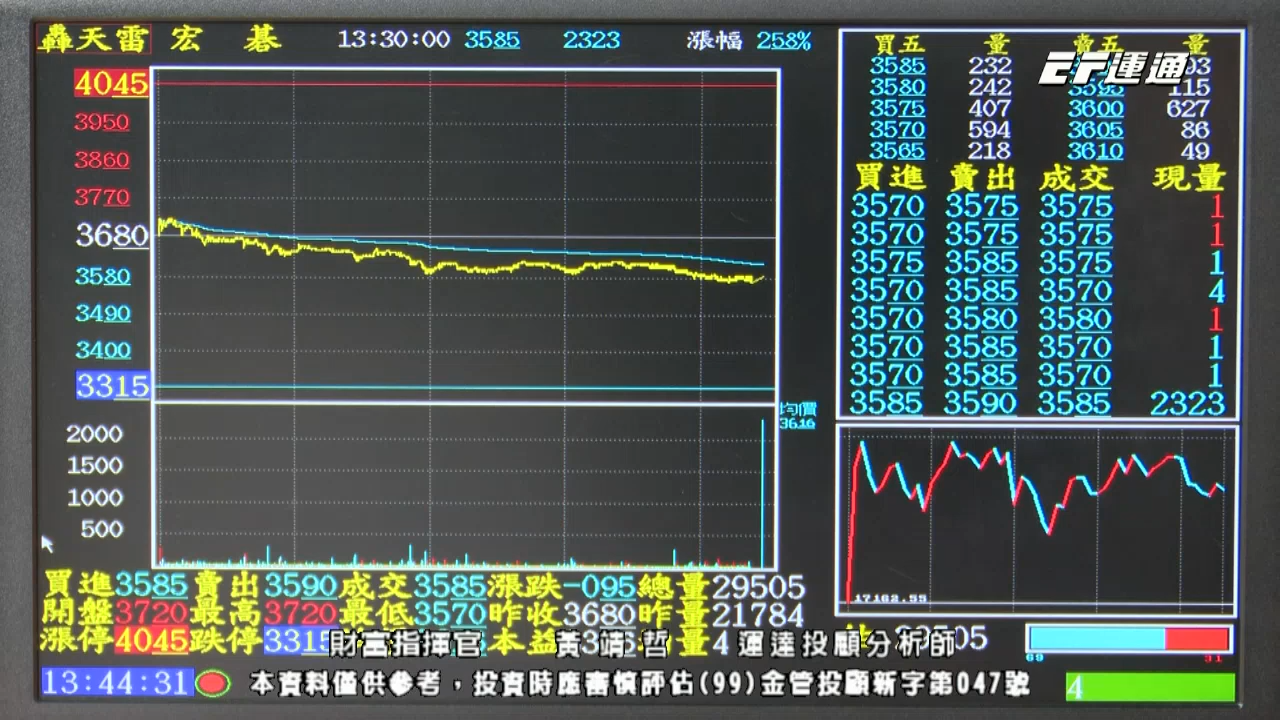 轟天雷 宏 碁 13:30:00 3585 2323 漲幅 258%
4045
3950
3860
3770
3680
3580
3490
3400
3315
均價
3616
2000
1500
1000
500
買五 量 賣五 量
EF運通
3585 232
3580 242 3595 115
3575 407 3600 627
3570 594 3605 86
3565 218 3610 49
買進 賣出 成交 現量
3570 3575 3575 1
3570 3575 3575 1
3575 3585 3575 1
3570 3585 3570 4
3570 3580 3580 1
3570 3585 3570 1
3570 3585 3570 1
3585 3590 3585 2323
17162.55
買進3585賣出3590成交3585漲跌-095總量29505
開盤3720最高3720最低3570昨收3680昨量21784
漲停4045跌停3315 本益
財富指揮官 黃靖哲 運達投顧分析師
69 31
13:44:31
本資料僅供參考，投資時應審慎評估(99)金管投顧新字第047號
4